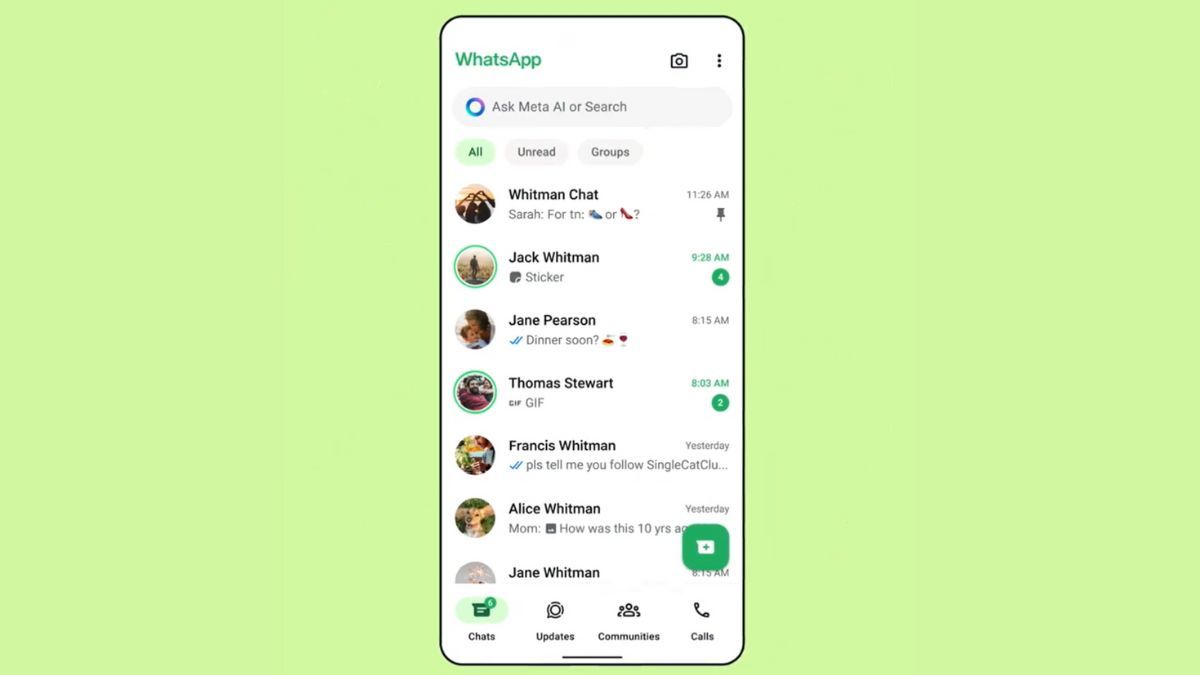 WhatsApp
Ask Meta AI or Search
All Unread Groups
Whitman Chat 11:26 AM
Sarah: For tn: 👟 or 👠?
Jack Whitman 9:28 AM
Sticker 4
Jane Pearson 8:15 AM
Dinner soon? 🍝 🍷
Thomas Stewart 8:03 AM
GIF GIF 2
Francis Whitman Yesterday
pls tell me you follow SingleCatClu...
Alice Whitman Yesterday
Mom: How was this 10 yrs
Jane Whitman 8:15 AM
6
Chats Updates Communities Calls